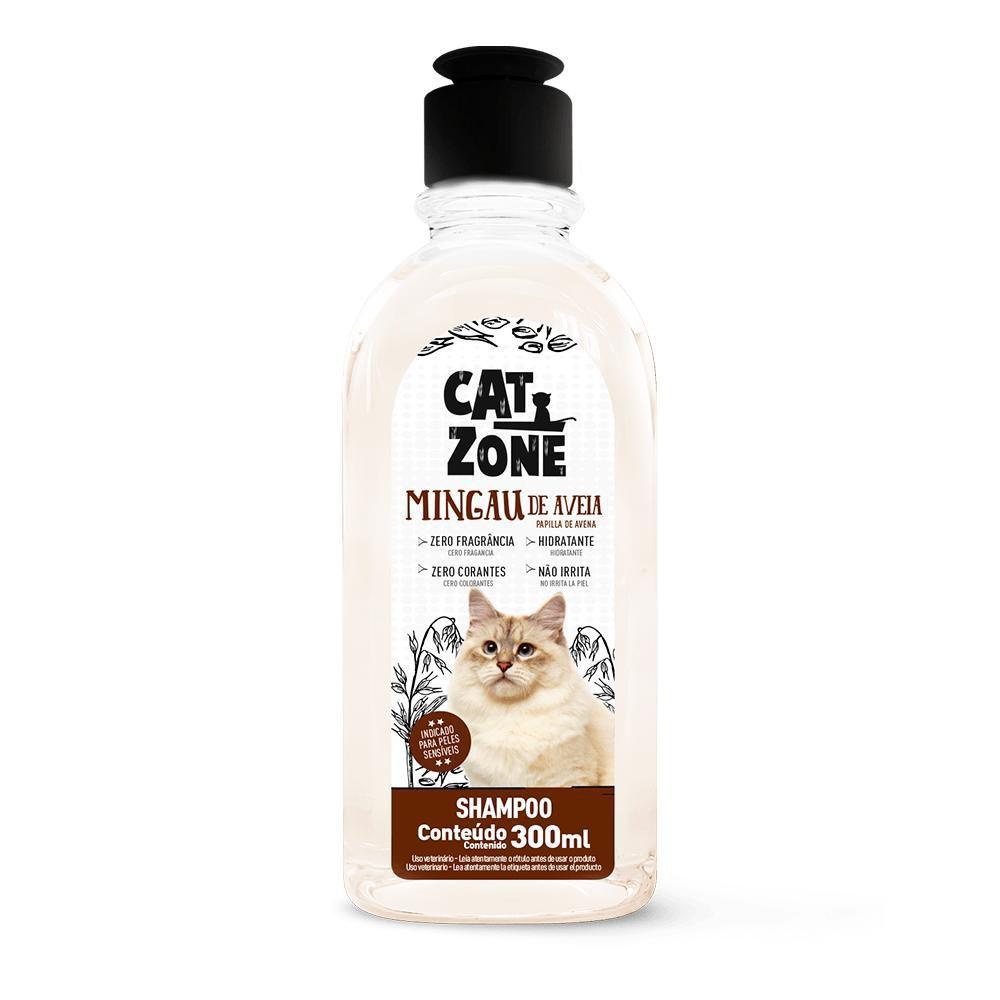 CAT
ZONE
MINGAU DE AVEIA
PAPILLA DE AVENA
ZERO FRAGRÂNCIA
CERO FRAGANCIA
HIDRATANTE
HIDRATANTE
ZERO CORANTES
CERO COLORANTES
NÃO IRRITA
NO IRRITA LA PIEL
INDICADO
PARA PELES
SENSÍVEIS
SHAMPOO
Conteúdo 300ml
Contenido
Uso veterinário - Leia atentamente o rótulo antes de usar o produto
Uso veterinario - Lea atentamente la etiqueta antes de usar el producto